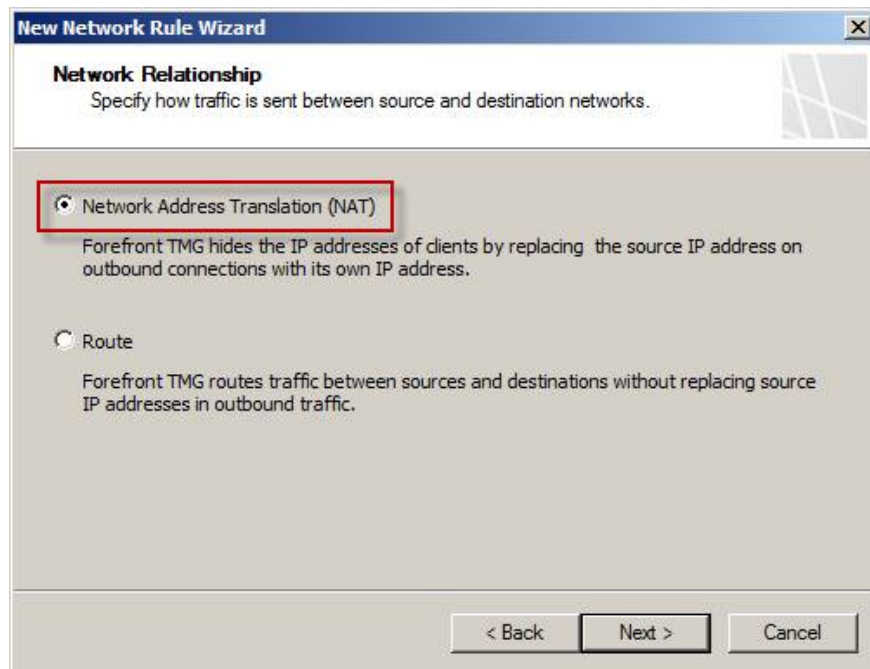 New Network Rule Wizard
Network Relationship
Specify how traffic is sent between source and destination networks.
Network Address Translation (NAT)
Forefront TMG hides the IP addresses of clients by replacing the source IP address on
outbound connections with its own IP address.
Route
Forefront TMG routes traffic between sources and destinations without replacing source
IP addresses in outbound traffic.
< Back Next > Cancel